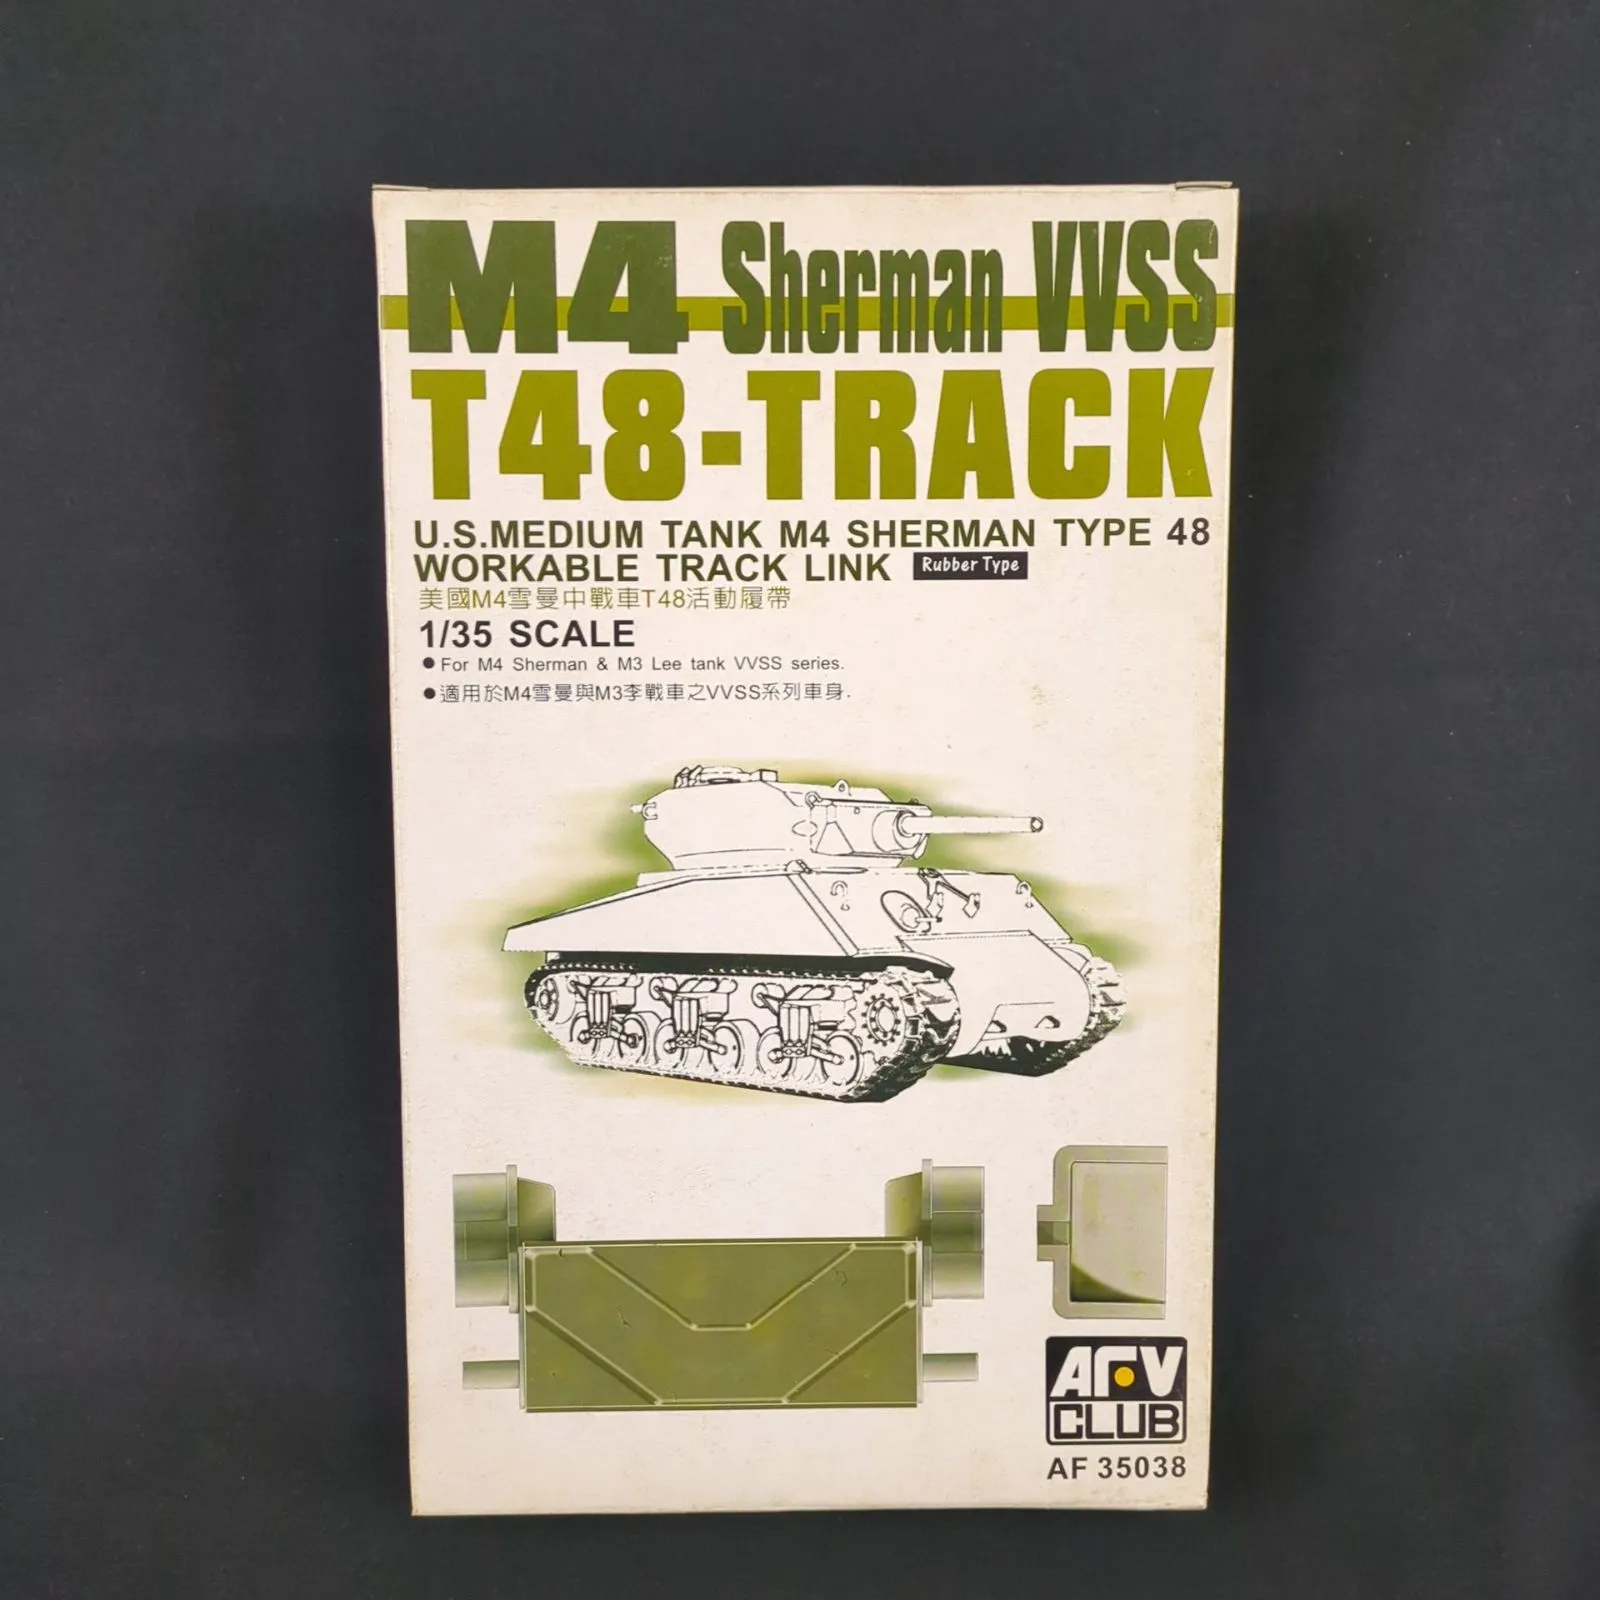 M4 Sherman VVSS
T48-TRACK
U.S.MEDIUM TANK M4 SHERMAN TYPE 48
WORKABLE TRACK LINK Rubber Type
美國M4雪曼中戰車T48活動履帶
1/35 SCALE
●For M4 Sherman & M3 Lee tank VVSS series.
●適用於M4雪曼與M3李戰車之VVSS系列車身.
AFV
CLUB
AF 35038